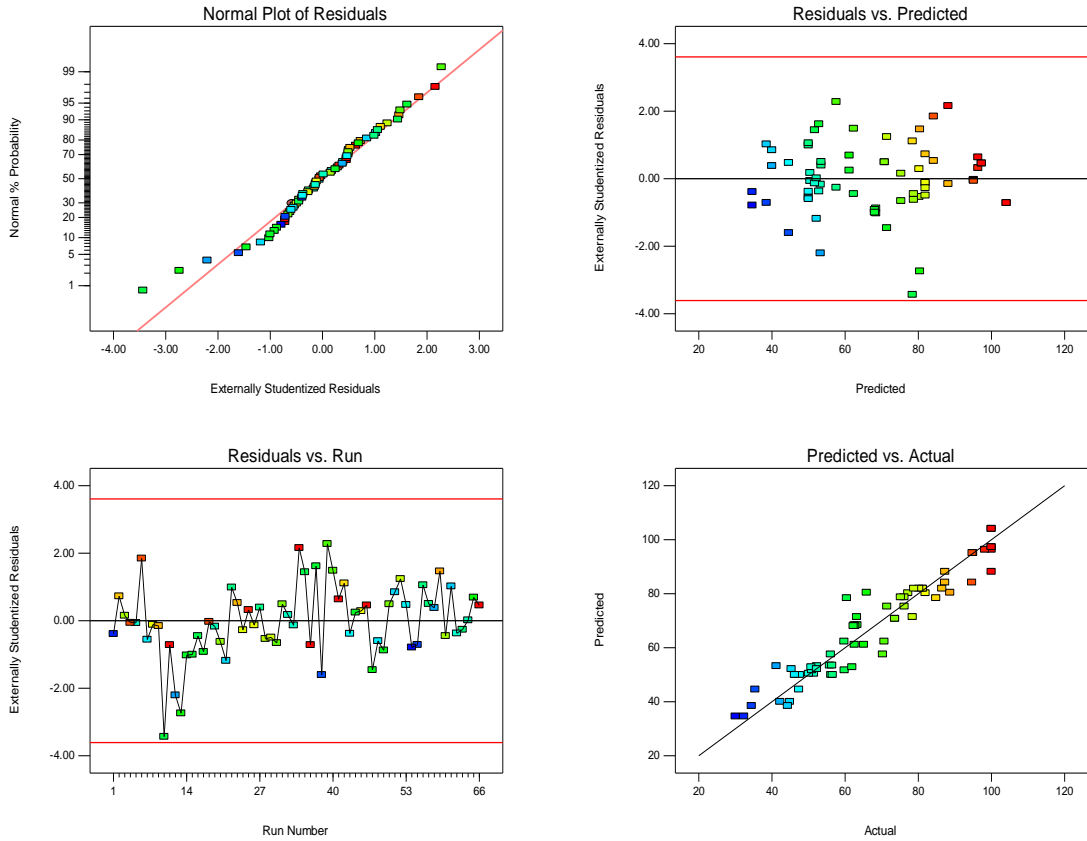 Normal Plot of Residuals
Normal % Probability
99
95
90
80
70
50
30
20
10
5
1
-4.00 -3.00 -2.00 -1.00 0.00 1.00 2.00 3.00
Externally Studentized Residuals
Residuals vs. Predicted
Externally Studentized Residuals
4.00
2.00
0.00
-2.00
-4.00
20 40 60 80 100 120
Predicted
Residuals vs. Run
Externally Studentized Residuals
4.00
2.00
0.00
-2.00
-4.00
1 14 27 40 53 66
Run Number
Predicted vs. Actual
Predicted
120
100
80
60
40
20
20 40 60 80 100 120
Actual